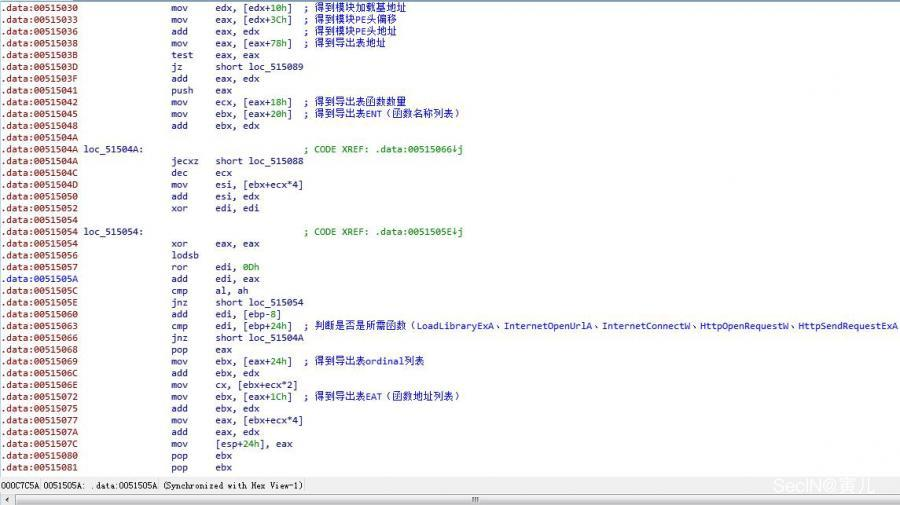 .data:00515030 mov edx, [edx+10h] ; 得到模块加载基地址
.data:00515033 mov eax, [edx+3Ch] ; 得到模块PE头偏移
.data:00515036 add eax, edx ; 得到模块PE头地址
.data:00515038 mov eax, [eax+78h] ; 得到导出表地址
.data:0051503B test eax, eax
.data:0051503D jz short loc_515089
.data:0051503F add eax, edx
.data:00515041 push eax
.data:00515042 mov ecx, [eax+18h] ; 得到导出表函数数量
.data:00515045 mov ebx, [eax+20h] ; 得到导出表ENT（函数名称列表）
.data:00515048 add ebx, edx
.data:0051504A
.data:0051504A loc_51504A: ; CODE XREF: .data:00515066↓j
.data:0051504A jecxz short loc_515088
.data:0051504C dec ecx
.data:0051504D mov esi, [ebx+ecx*4]
.data:00515050 add esi, edx
.data:00515052 xor edi, edi
.data:00515054
.data:00515054 loc_515054: ; CODE XREF: .data:0051505E↓j
.data:00515054 xor eax, eax
.data:00515056 lodsb
.data:00515057 ror edi, 0Dh
.data:0051505A add edi, eax
.data:0051505C cmp al, ah
.data:0051505E jnz short loc_515054
.data:00515060 add edi, [ebp-8]
.data:00515063 cmp edi, [ebp+24h] ; 判断是否是所需函数（LoadLibraryExA、InternetOpenUrlA、InternetConnectW、HttpOpenRequestW、HttpSendRequestExA
.data:00515066 jnz short loc_51504A
.data:00515068 pop eax
.data:00515069 mov ebx, [eax+24h] ; 得到导出表ordinal列表
.data:0051506C add ebx, edx
.data:0051506E mov cx, [ebx+ecx*2]
.data:00515072 mov ebx, [eax+1Ch] ; 得到导出表EAT（函数地址列表）
.data:00515075 add ebx, edx
.data:00515077 mov eax, [ebx+ecx*4]
.data:0051507A add eax, edx
.data:0051507C mov [esp+24h], eax
.data:00515080 pop ebx
.data:00515081 pop ebx
000C7C5A 0051505A: .data:0051505A (Synchronized with Hex View-1)
SecIN@寅儿